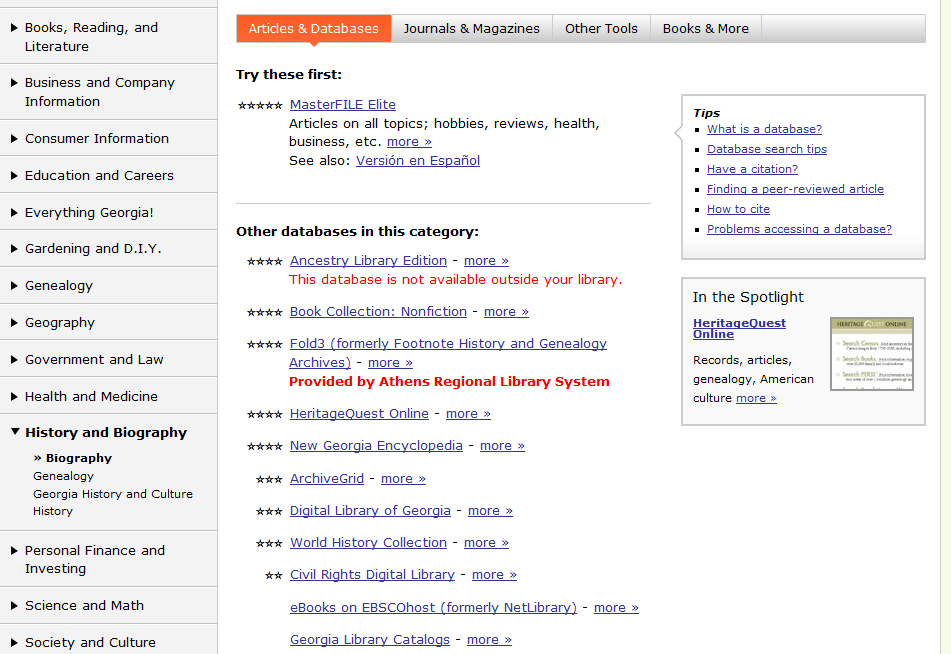 Books, Reading, and
Literature
Business and Company
Information
Consumer Information
Education and Careers
Everything Georgia!
Gardening and D.I.Y.
Genealogy
Geography
Government and Law
Health and Medicine
History and Biography
» Biography
Genealogy
Georgia History and Culture
History
Personal Finance and
Investing
Science and Math
Society and Culture
Articles & Databases
Journals & Magazines
Other Tools
Books & More
Try these first:
MasterFILE Elite
Articles on all topics; hobbies, reviews, health,
business, etc. more »
See also: Versión en Español
Other databases in this category:
Ancestry Library Edition - more »
This database is not available outside your library.
Book Collection: Nonfiction - more »
Fold3 (formerly Footnote History and Genealogy
Archives) - more »
Provided by Athens Regional Library System
HeritageQuest Online - more »
New Georgia Encyclopedia - more »
ArchiveGrid - more »
Digital Library of Georgia - more »
World History Collection - more »
Civil Rights Digital Library - more »
eBooks on EBSCOhost (formerly NetLibrary) - more »
Georgia Library Catalogs - more »
Tips
What is a database?
Database search tips
Have a citation?
Finding a peer-reviewed article
How to cite
Problems accessing a database?
In the Spotlight
HeritageQuest
Online
Records, articles,
genealogy, American
culture more »
HERITAGE QUEST ONLINE
Search Census
Search Books
Search PERSI